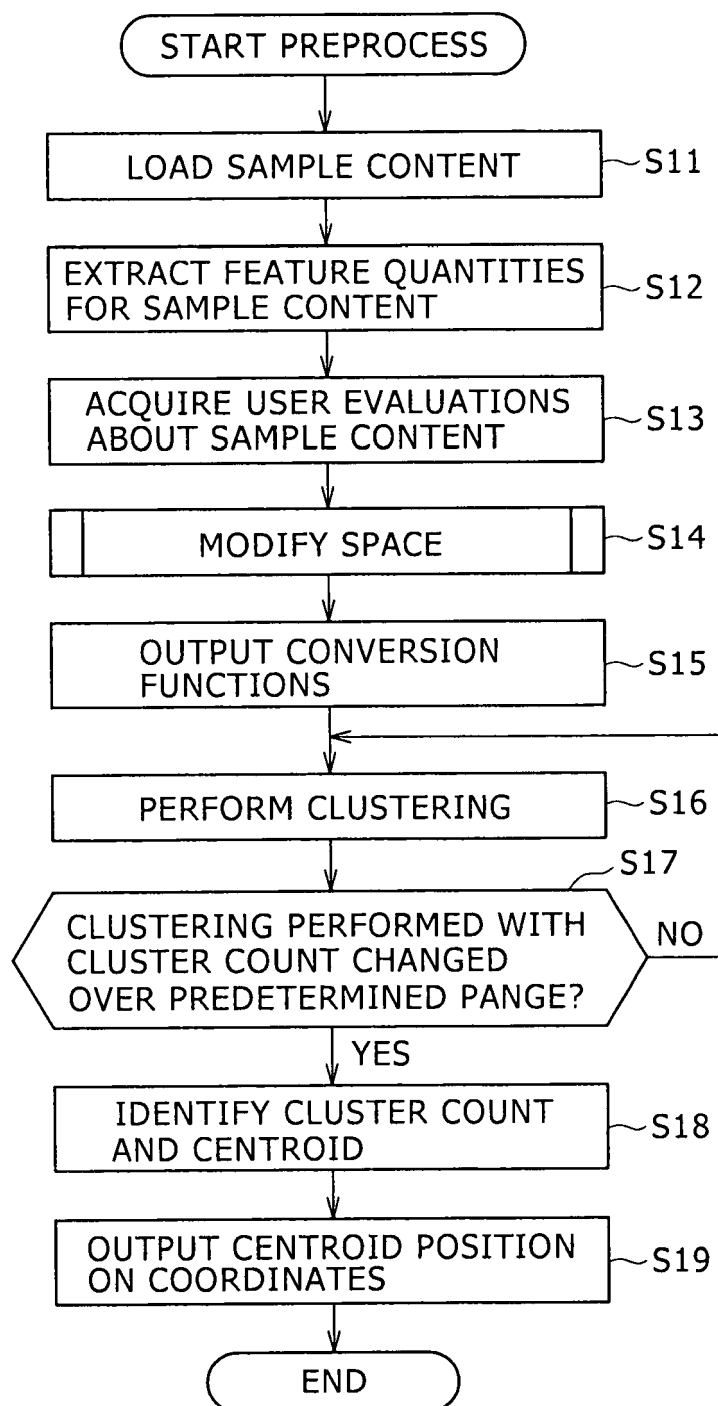 START PREPROCESS
LOAD SAMPLE CONTENT
S11
EXTRACT FEATURE QUANTITIES
FOR SAMPLE CONTENT
S12
ACQUIRE USER EVALUATIONS
ABOUT SAMPLE CONTENT
S13
MODIFY SPACE
S14
OUTPUT CONVERSION
FUNCTIONS
S15
PERFORM CLUSTERING
S16
S17
CLUSTERING PERFORMED WITH
CLUSTER COUNT CHANGED
OVER PREDETERMINED PANGE?
NO
YES
IDENTIFY CLUSTER COUNT
AND CENTROID
S18
OUTPUT CENTROID POSITION
ON COORDINATES
S19
END